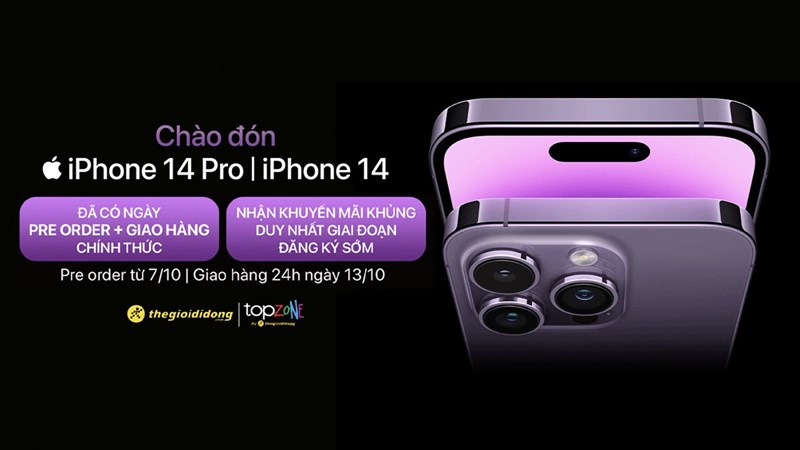 Chào đón
iPhone 14 Pro | iPhone 14
ĐÃ CÓ NGÀY
PRE ORDER + GIAO HÀNG
CHÍNH THỨC
NHẬN KHUYẾN MÃI KHỦNG
DUY NHẤT GIAI ĐOẠN
ĐĂNG KÝ SỚM
Pre order từ 7/10 | Giao hàng 24h ngày 13/10
thegioididong
topZONE
By thegioididong